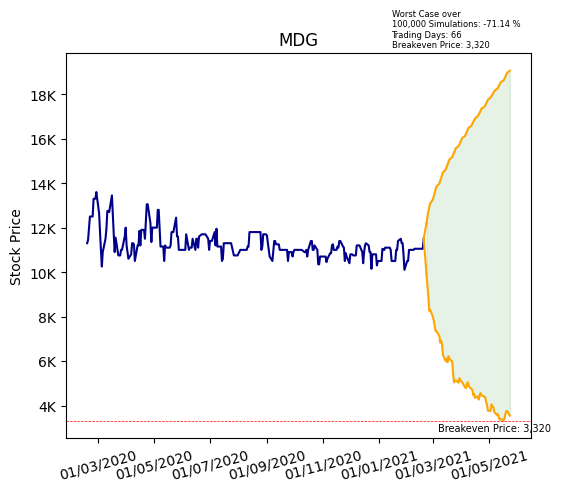 Worst Case over
100,000 Simulations: -71.14 %
Trading Days: 66
Breakeven Price: 3,320
MDG
Stock Price
18K
16K
14K
12K
10K
8K
6K
4K
Breakeven Price: 3,320
01/03/2020
01/05/2020
01/07/2020
01/09/2020
01/11/2020
01/01/2021
01/03/2021
01/05/2021